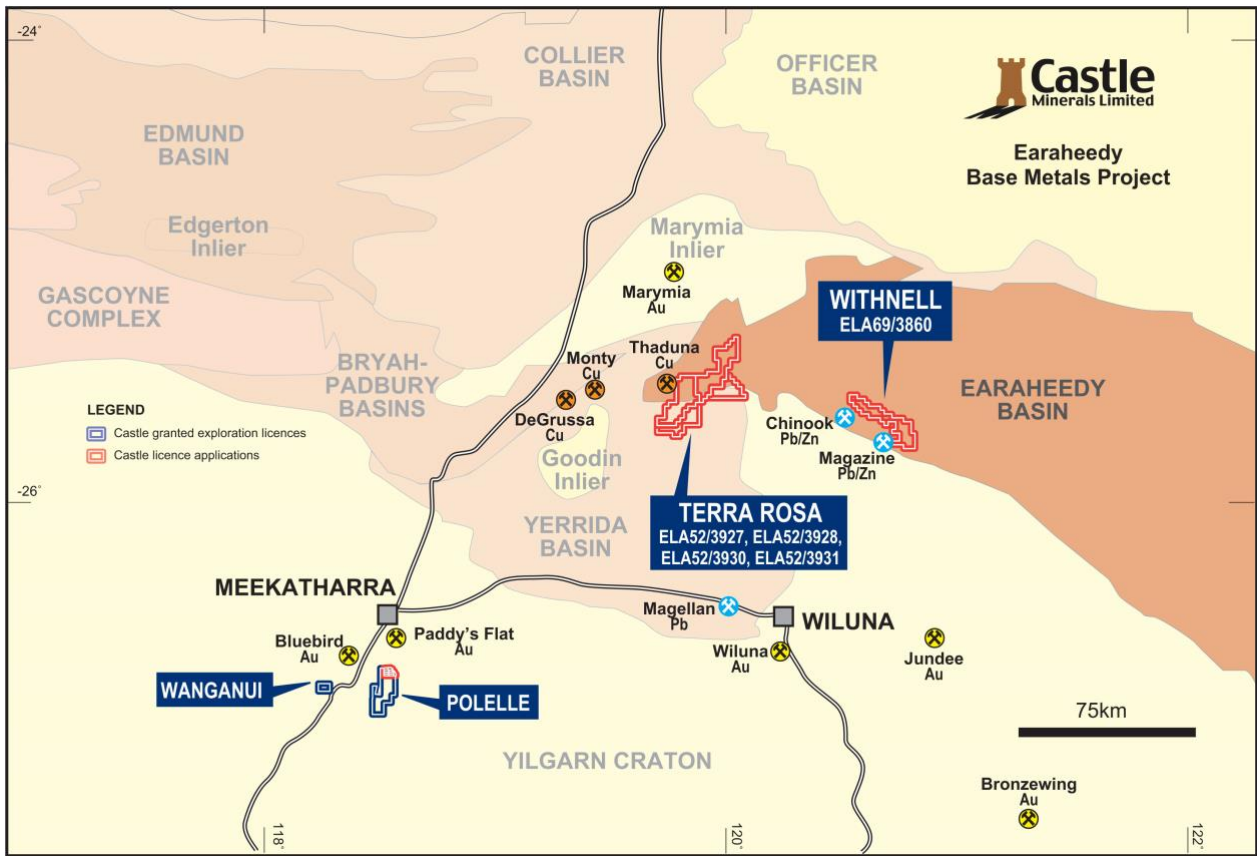 -24°
COLLIER
BASIN
OFFICER
BASIN
Castle
Minerals Limited
Earaheedy
Base Metals Project
EDMUND
BASIN
Edgerton
Inlier
Marymia
Inlier
Marymia
Au
GASCOYNE
COMPLEX
WITHNELL
ELA69/3860
BRYAH-
PADBURY
BASINS
Monty
Cu
Thaduna
Cu
DeGrussa
Cu
EARAHEEDY
BASIN
LEGEND
Castle granted exploration licences
Castle licence applications
Chinook
Pb/Zn
Magazine
Pb/Zn
Goodin
Inlier
-26°
TERRA ROSA
ELA52/3927, ELA52/3928,
ELA52/3930, ELA52/3931
YERRIDA
BASIN
MEEKATHARRA
Magellan
Pb
WILUNA
Bluebird
Au
Paddy's Flat
Au
Wiluna
Au
Jundee
Au
WANGANUI
POLELLE
75km
YILGARN CRATON
Bronzewing
Au
118°
120°
122°